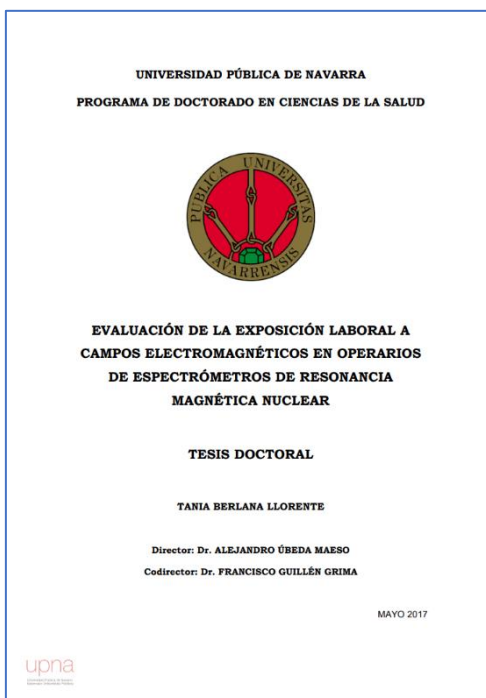 UNIVERSIDAD PÚBLICA DE NAVARRA
PROGRAMA DE DOCTORADO EN CIENCIAS DE LA SALUD
PUBLICA UNIVERSITAS NAVARRENSIS
EVALUACIÓN DE LA EXPOSICIÓN LABORAL A
CAMPOS ELECTROMAGNÉTICOS EN OPERARIOS
DE ESPECTRÓMETROS DE RESONANCIA
MAGNÉTICA NUCLEAR
TESIS DOCTORAL
TANIA BERLANA LLORENTE
Director: Dr. ALEJANDRO ÚBEDA MAESO
Codirector: Dr. FRANCISCO GUILLÉN GRIMA
MAYO 2017
upna